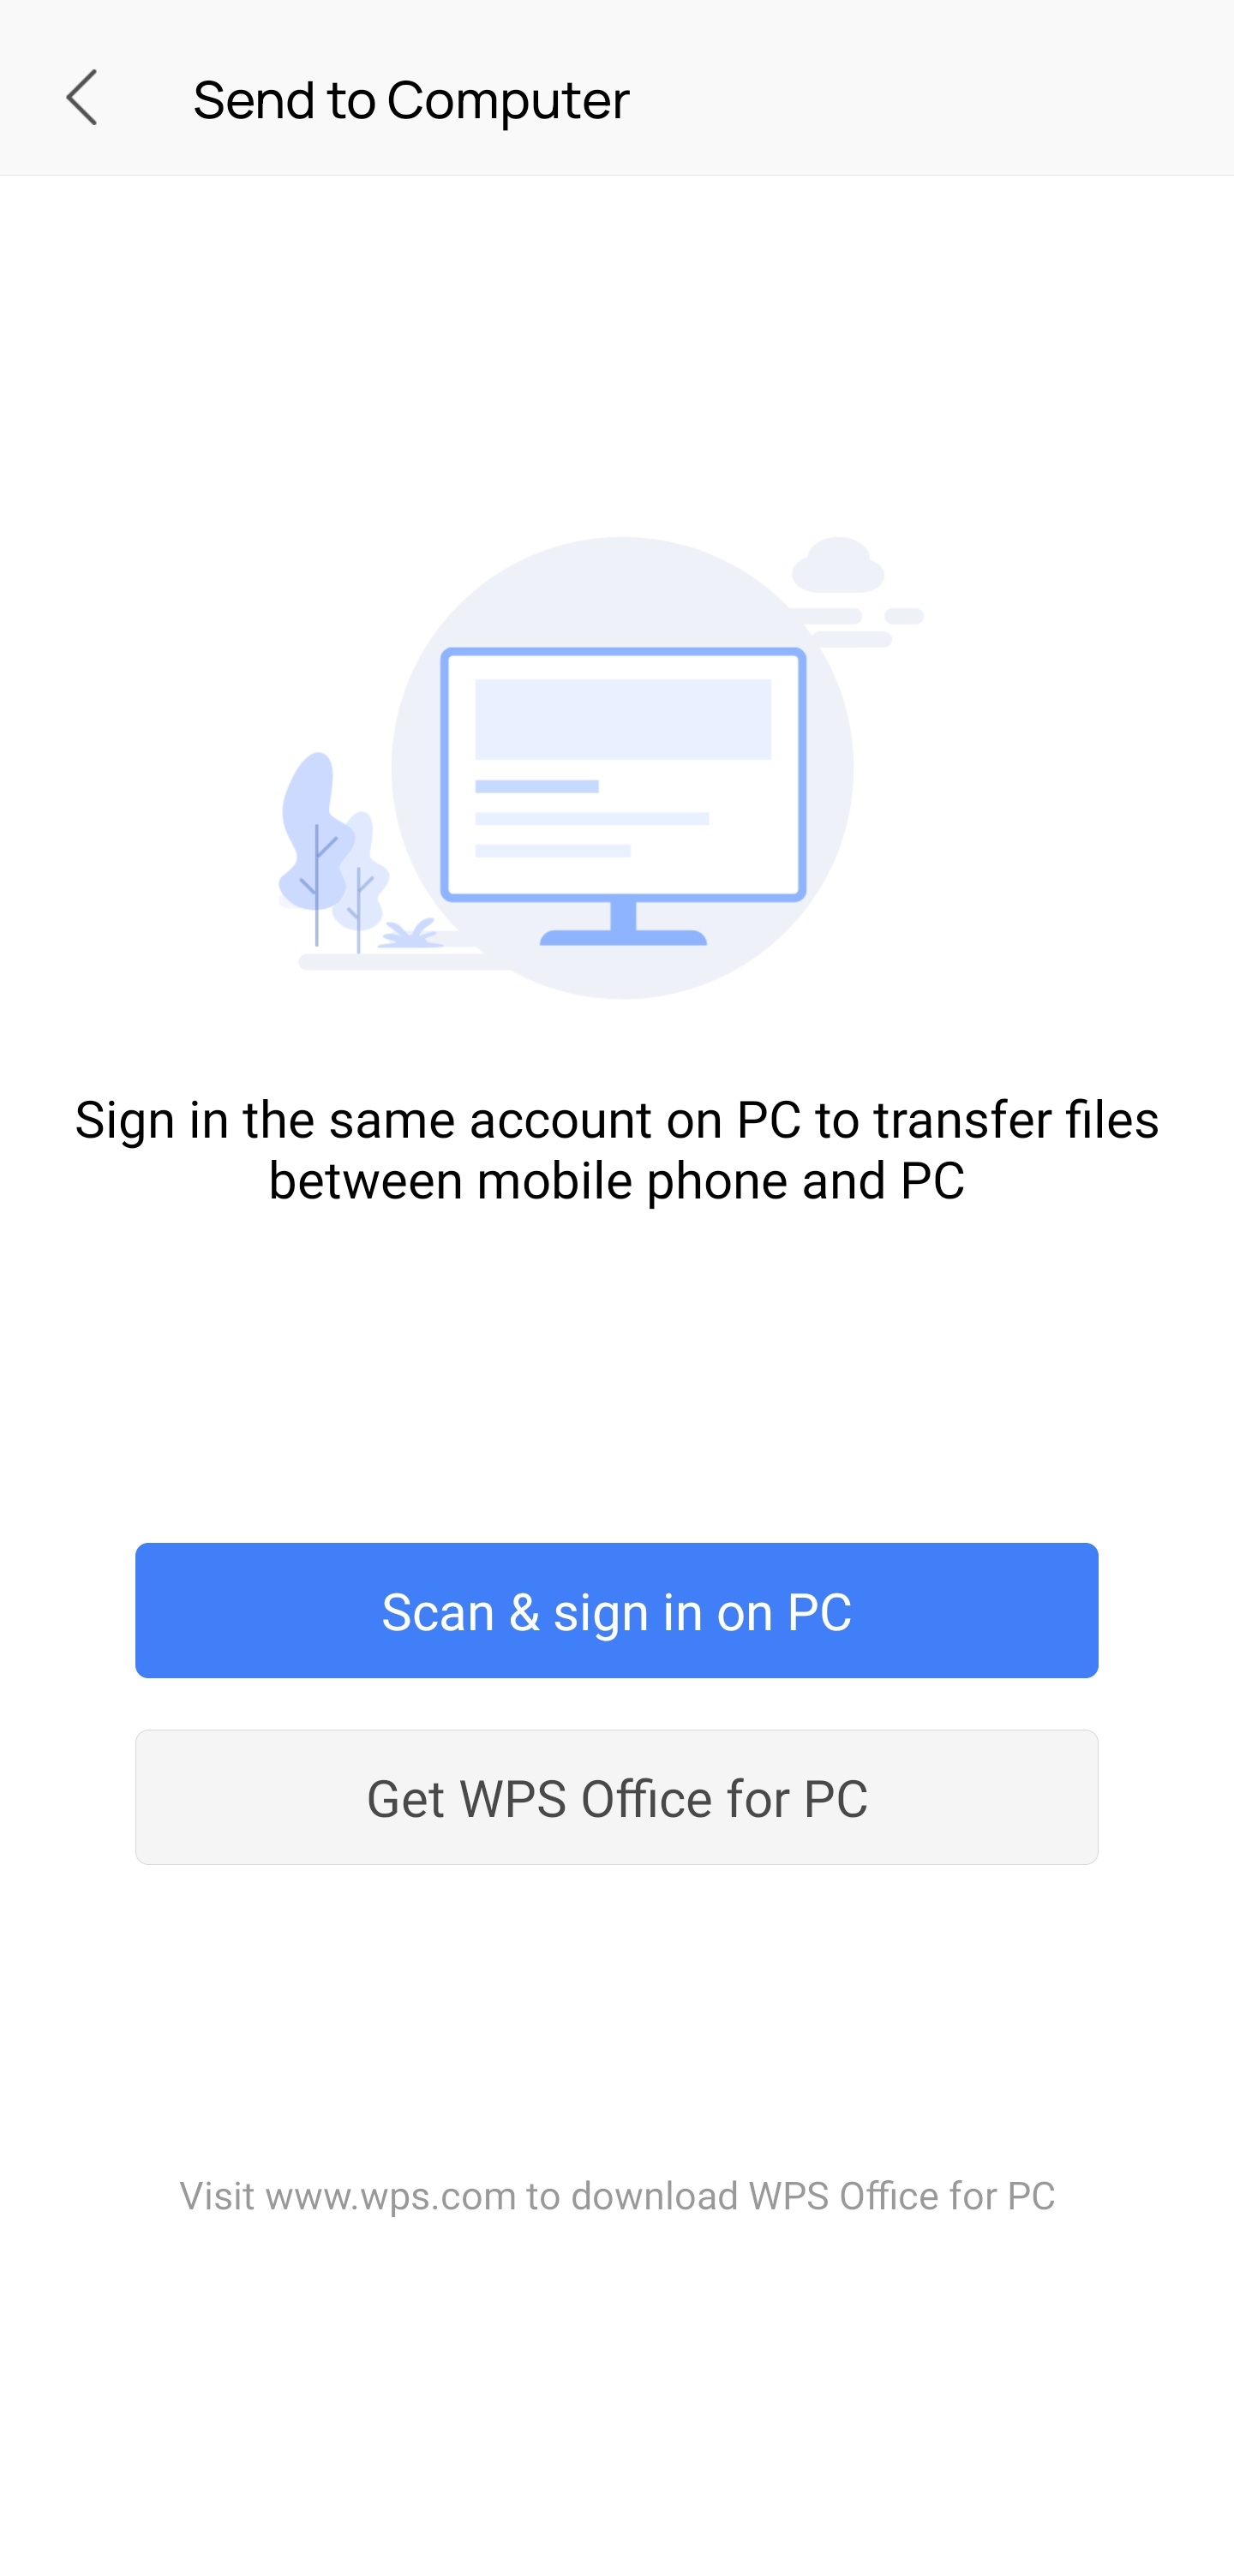 Send to Computer
Sign in the same account on PC to transfer files
between mobile phone and PC
Scan & sign in on PC
Get WPS Office for PC
Visit www.wps.com to download WPS Office for PC